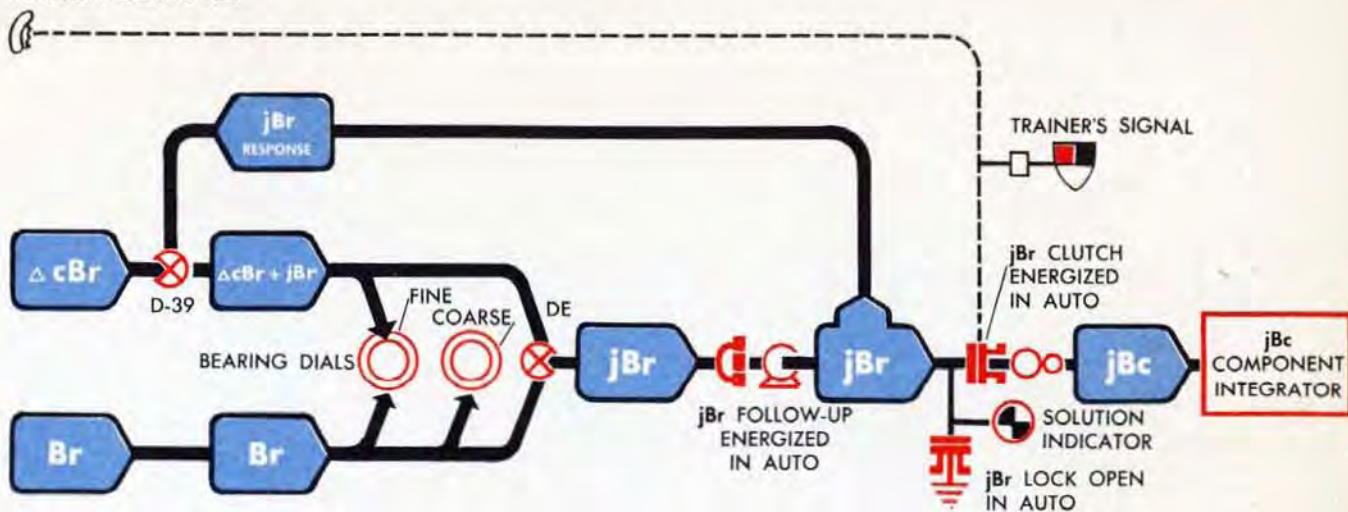 jBr
RESPONSE
TRAINER'S SIGNAL
Δ cBr
D-39
ΔcBr + jBr
FINE
COARSE
DE
BEARING DIALS
jBr
jBr FOLLOW-UP
ENERGIZED
IN AUTO
jBr
jBr CLUTCH
ENERGIZED
IN AUTO
jBc
jBc
COMPONENT
INTEGRATOR
SOLUTION
INDICATOR
jBr LOCK OPEN
IN AUTO
Br
Br